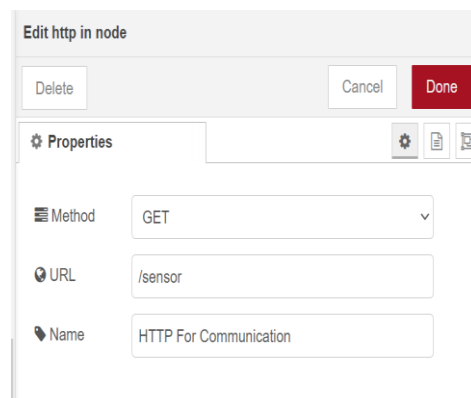 Edit http in node
Delete Cancel Done
Properties
Method GET
URL /sensor
Name HTTP For Communication